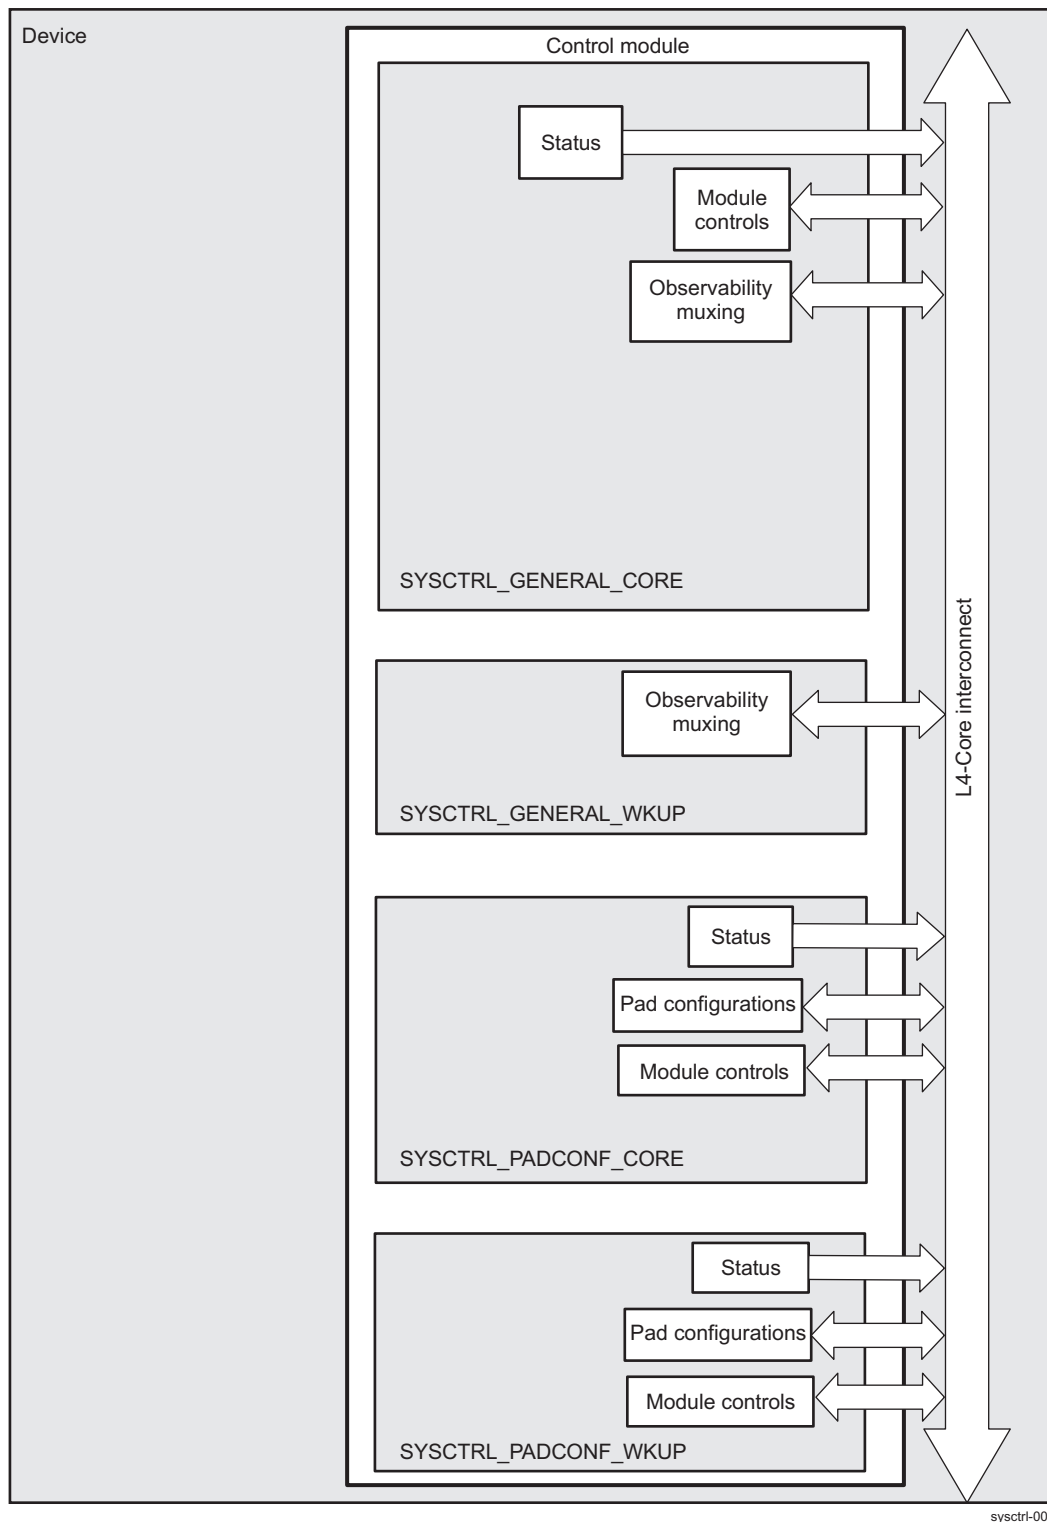 Device
Control module
Status
Module
controls
Observability
muxing
SYSCTRL_GENERAL_CORE
Observability
muxing
SYSCTRL_GENERAL_WKUP
Status
Pad configurations
Module controls
SYSCTRL_PADCONF_CORE
Status
Pad configurations
Module controls
SYSCTRL_PADCONF_WKUP
L4-Core interconnect
sysctrl-00